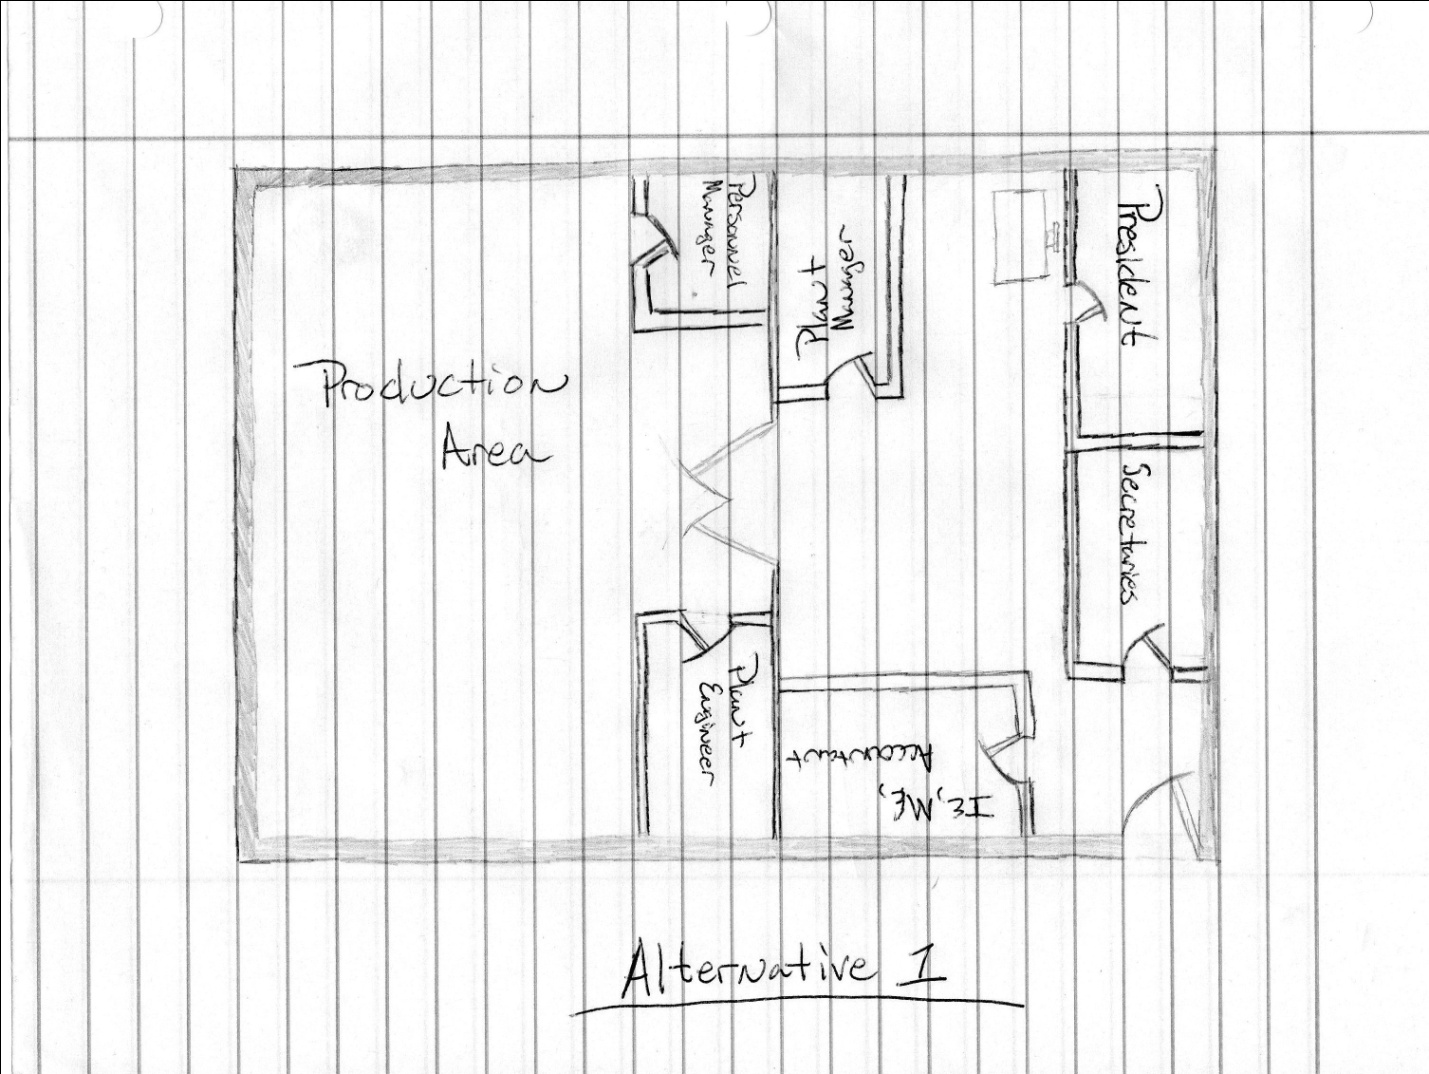 Personnel
Manager
Plant
Manager
President
Production
Area
Secretaries
Plant
Engineer
IE, ME,
Accountant
Alternative 1